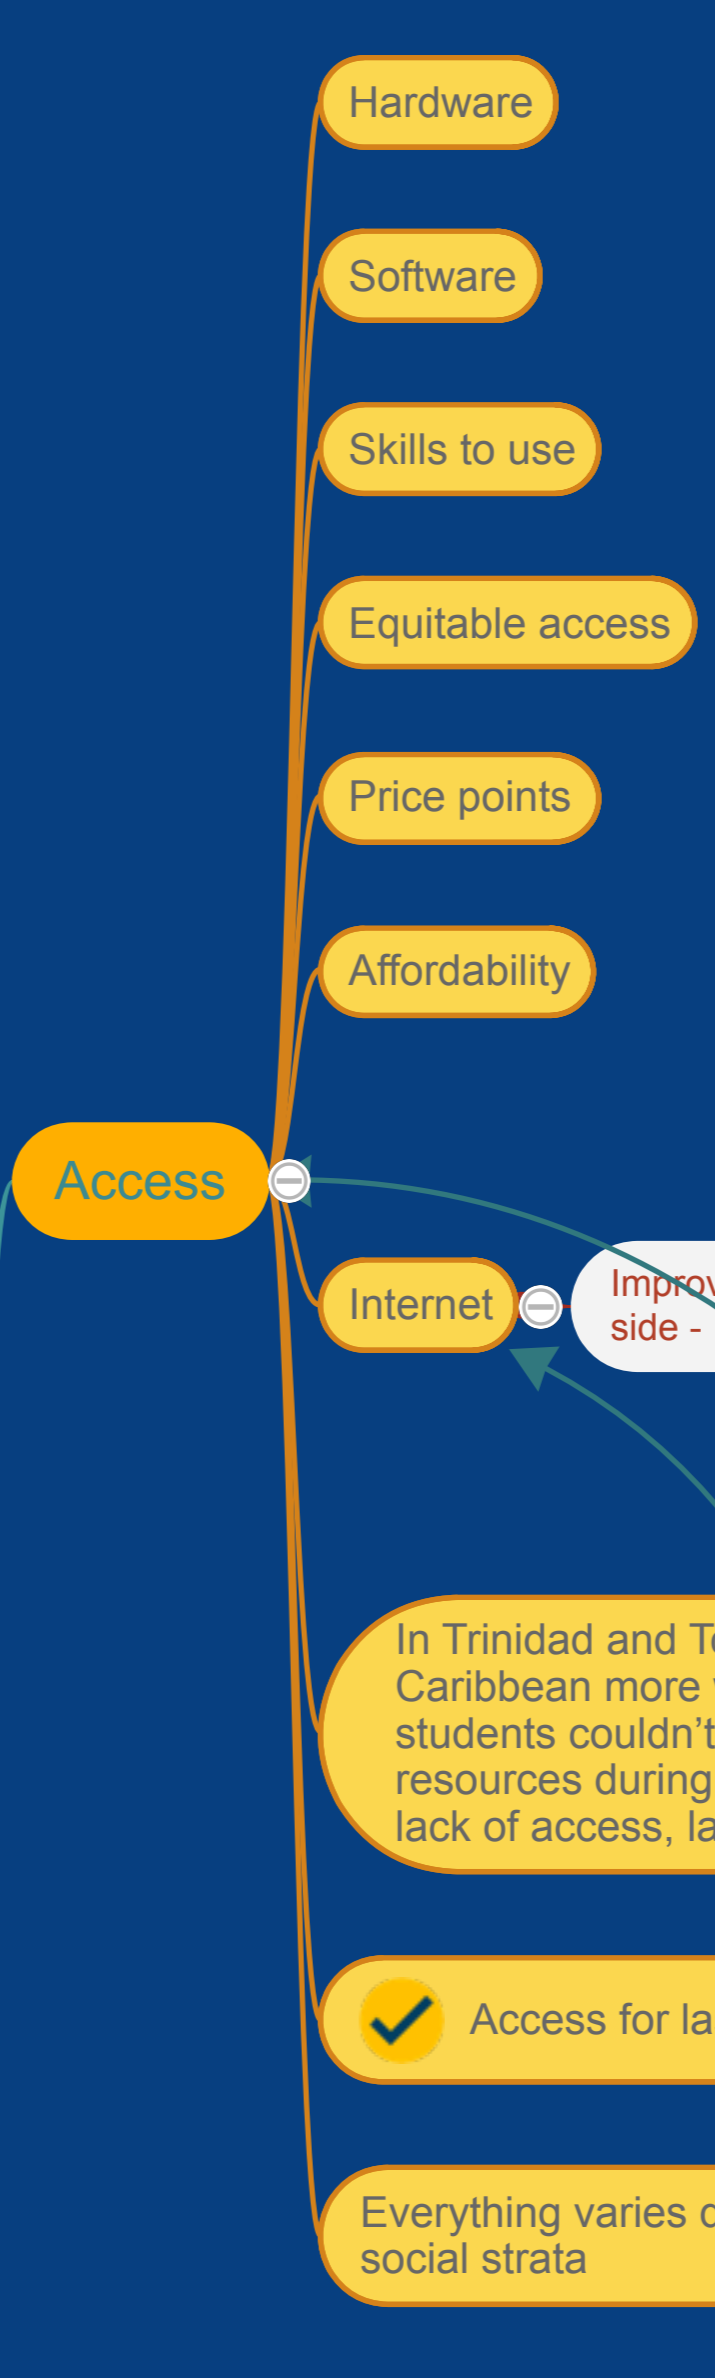 Hardware
Software
Skills to use
Equitable access
Price points
Affordability
Access
Internet
side -
In Trinidad and
Caribbean more
students couldn't
resources during
lack of access,
Access for
Everything varies
social strata